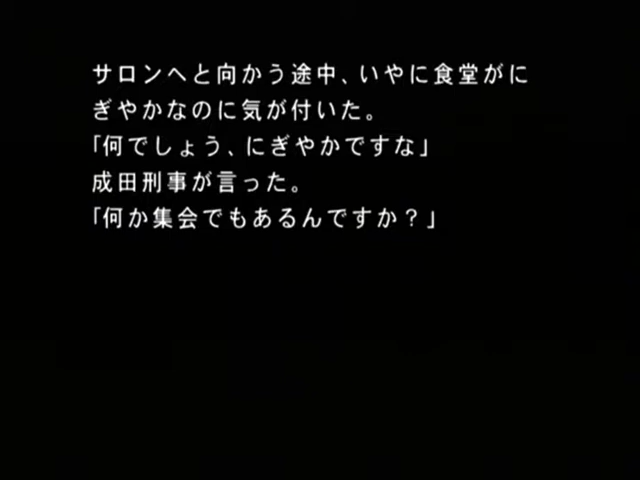 サロンへと向かう途中、いやに食堂がに
ぎやかなのに気が付いた。
「何でしょう、にぎやかですな」
成田刑事が言った。
「何か集会でもあるんですか？」